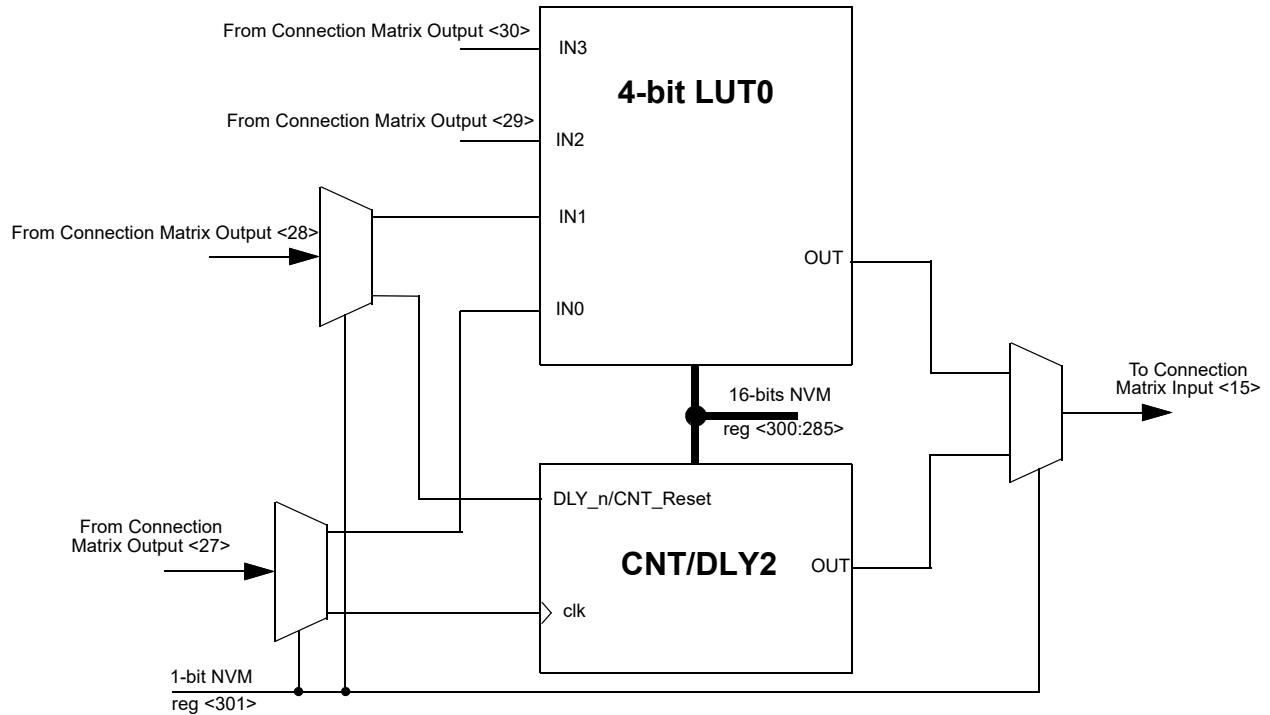 From Connection Matrix Output <30>
IN3
4-bit LUT0
From Connection Matrix Output <29>
IN2
IN1
From Connection Matrix Output <28>
OUT
IN0
To Connection
Matrix Input <15>
16-bits NVM
reg <300:285>
DLY_n/CNT_Reset
From Connection
Matrix Output <27>
CNT/DLY2
OUT
clk
1-bit NVM
reg <301>